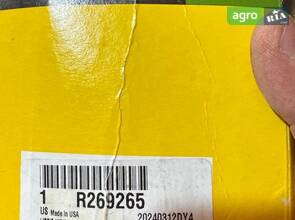 agro RIA
1 R269265
US Made In USA
20240312DY4